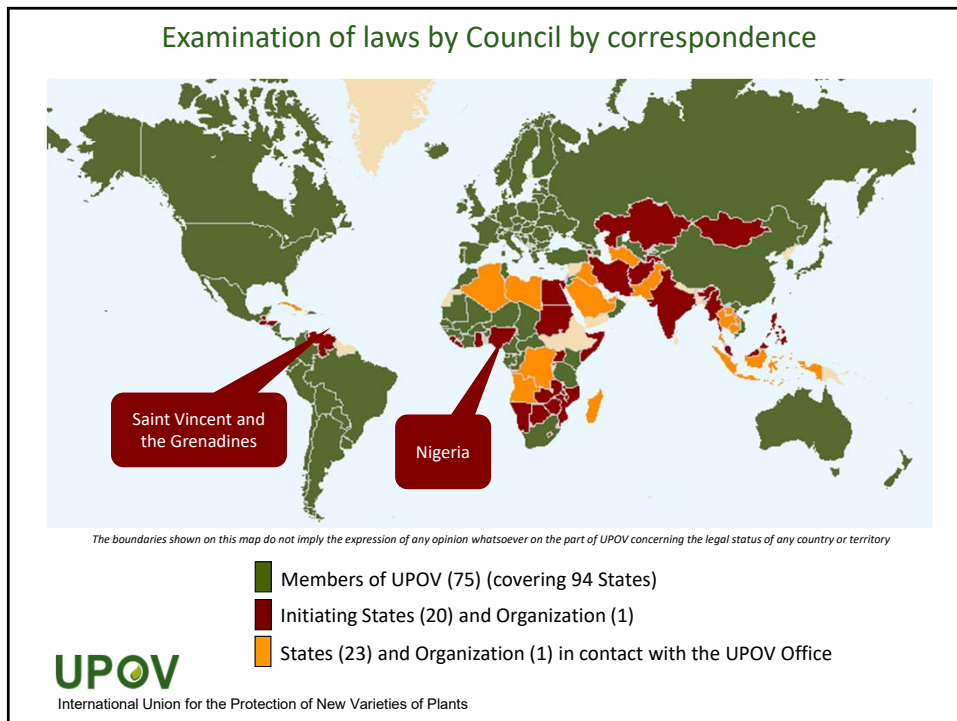 Examination of laws by Council by correspondence
Saint Vincent and
the Grenadines
Nigeria
The boundaries shown on this map do not imply the expression of any opinion whatsoever on the part of UPOV concerning the legal status of any country or territory
Members of UPOV (75) (covering 94 States)
Initiating States (20) and Organization (1)
States (23) and Organization (1) in contact with the UPOV Office
UPOV
International Union for the Protection of New Varieties of Plants